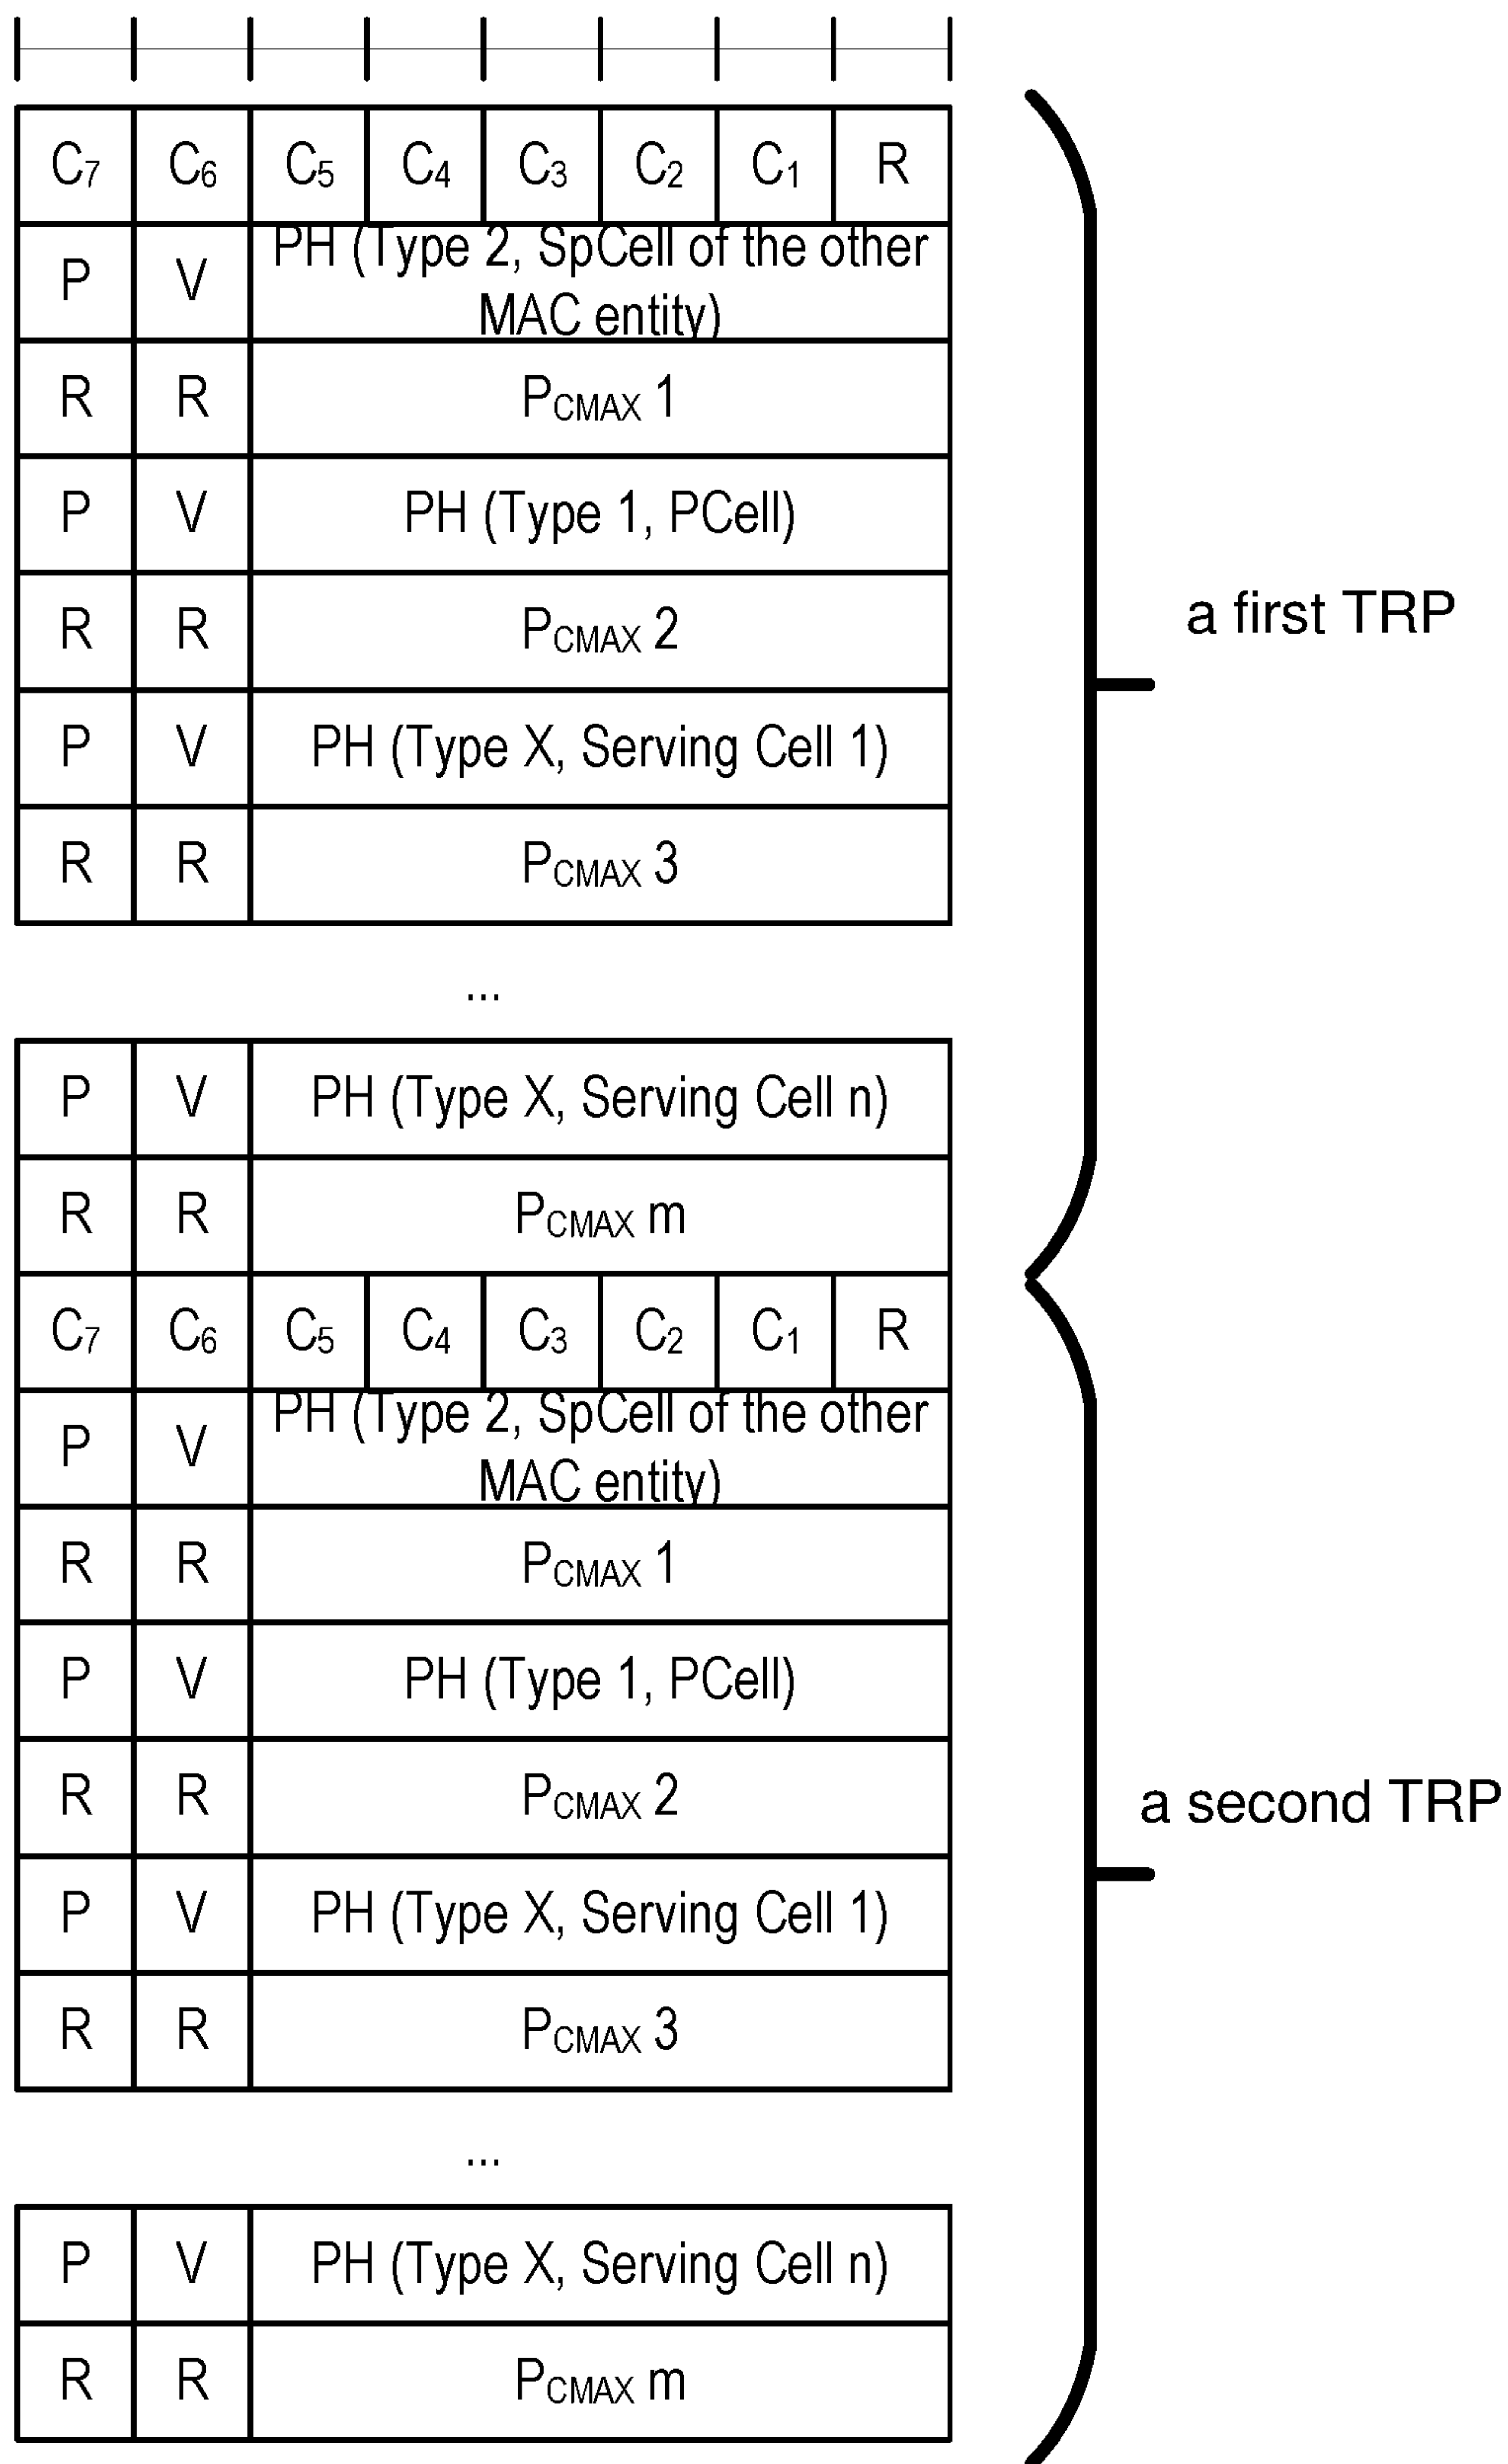 C7 C6 C5 C4 C3 C2 C1 R
P V PH (Type 2, SpCell of the other
MAC entity)
R R PCMAX 1
P V PH (Type 1, PCell)
R R PCMAX 2
a first TRP
P V PH (Type X, Serving Cell 1)
R R PCMAX 3
...
P V PH (Type X, Serving Cell n)
R R PCMAX m
C7 C6 C5 C4 C3 C2 C1 R
P V PH (Type 2, SpCell of the other
MAC entity)
R R PCMAX 1
P V PH (Type 1, PCell)
R R PCMAX 2
a second TRP
P V PH (Type X, Serving Cell 1)
R R PCMAX 3
...
P V PH (Type X, Serving Cell n)
R R PCMAX m